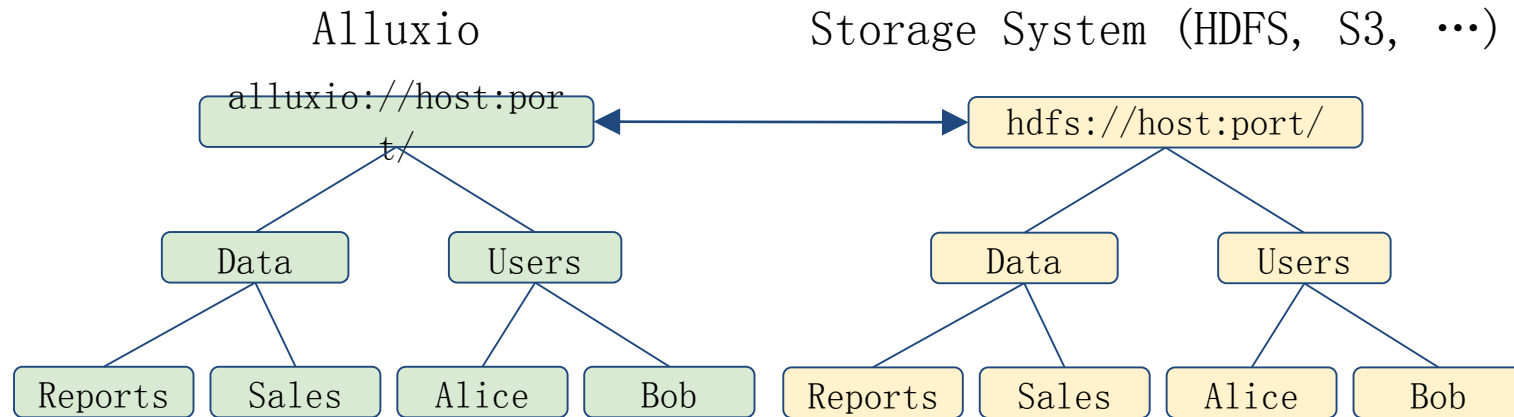 Alluxio
Storage System (HDFS, S3, …)
alluxio://host:por
t/
hdfs://host:port/
Data
Users
Data
Users
Reports
Sales
Alice
Bob
Reports
Sales
Alice
Bob